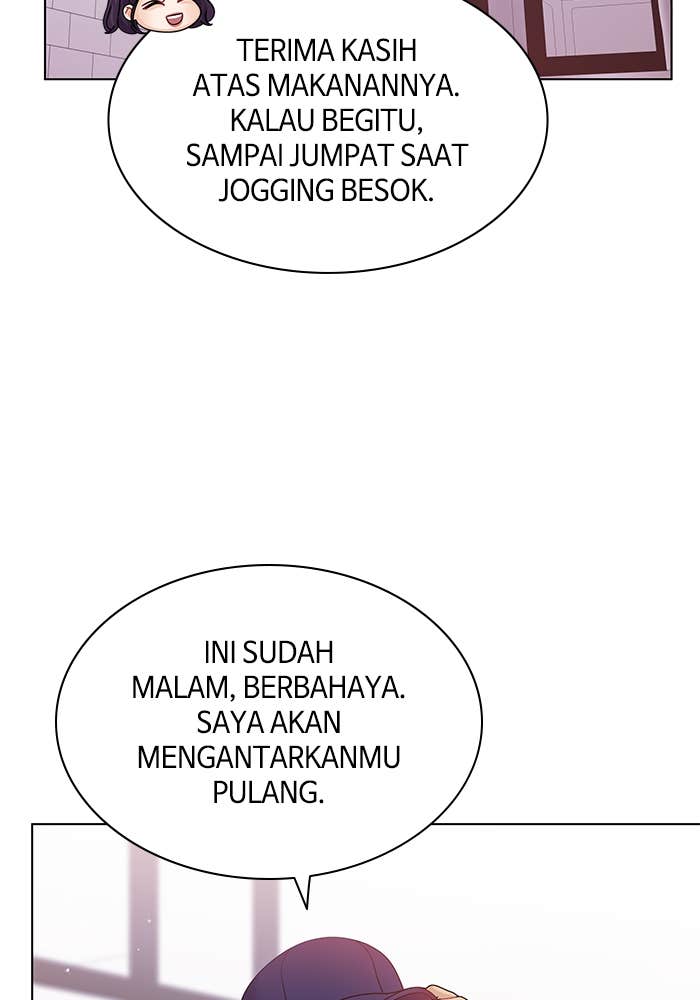 TERIMA KASIH
ATAS MAKANANNYA.
KALAU BEGITU,
SAMPAI JUMPAT SAAT
JOGGING BESOK.
INI SUDAH
MALAM, BERBAHAYA.
SAYA AKAN
MENGANTARKANMU
PULANG.